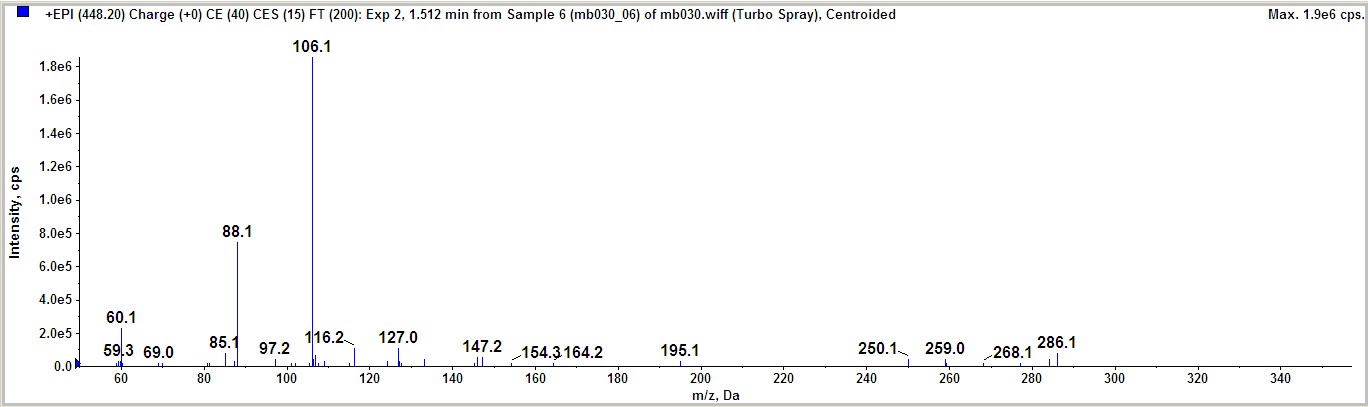 +EPI (448.20) Charge (+0) CE (40) CES (15) FT (200): Exp 2, 1.512 min from Sample 6 (mb030_06) of mb030.wiff (Turbo Spray), Centroided
Max. 1.9e6 cps.
Intensity, cps
1.8e6
1.6e6
1.4e6
1.2e6
1.0e6
8.0e5
6.0e5
4.0e5
2.0e5
0.0
106.1
88.1
60.1
59.3
69.0
85.1
97.2
116.2
127.0
147.2
154.3
164.2
195.1
250.1
259.0
268.1
286.1
60 80 100 120 140 160 180 200 220 240 260 280 300 320 340
m/z, Da